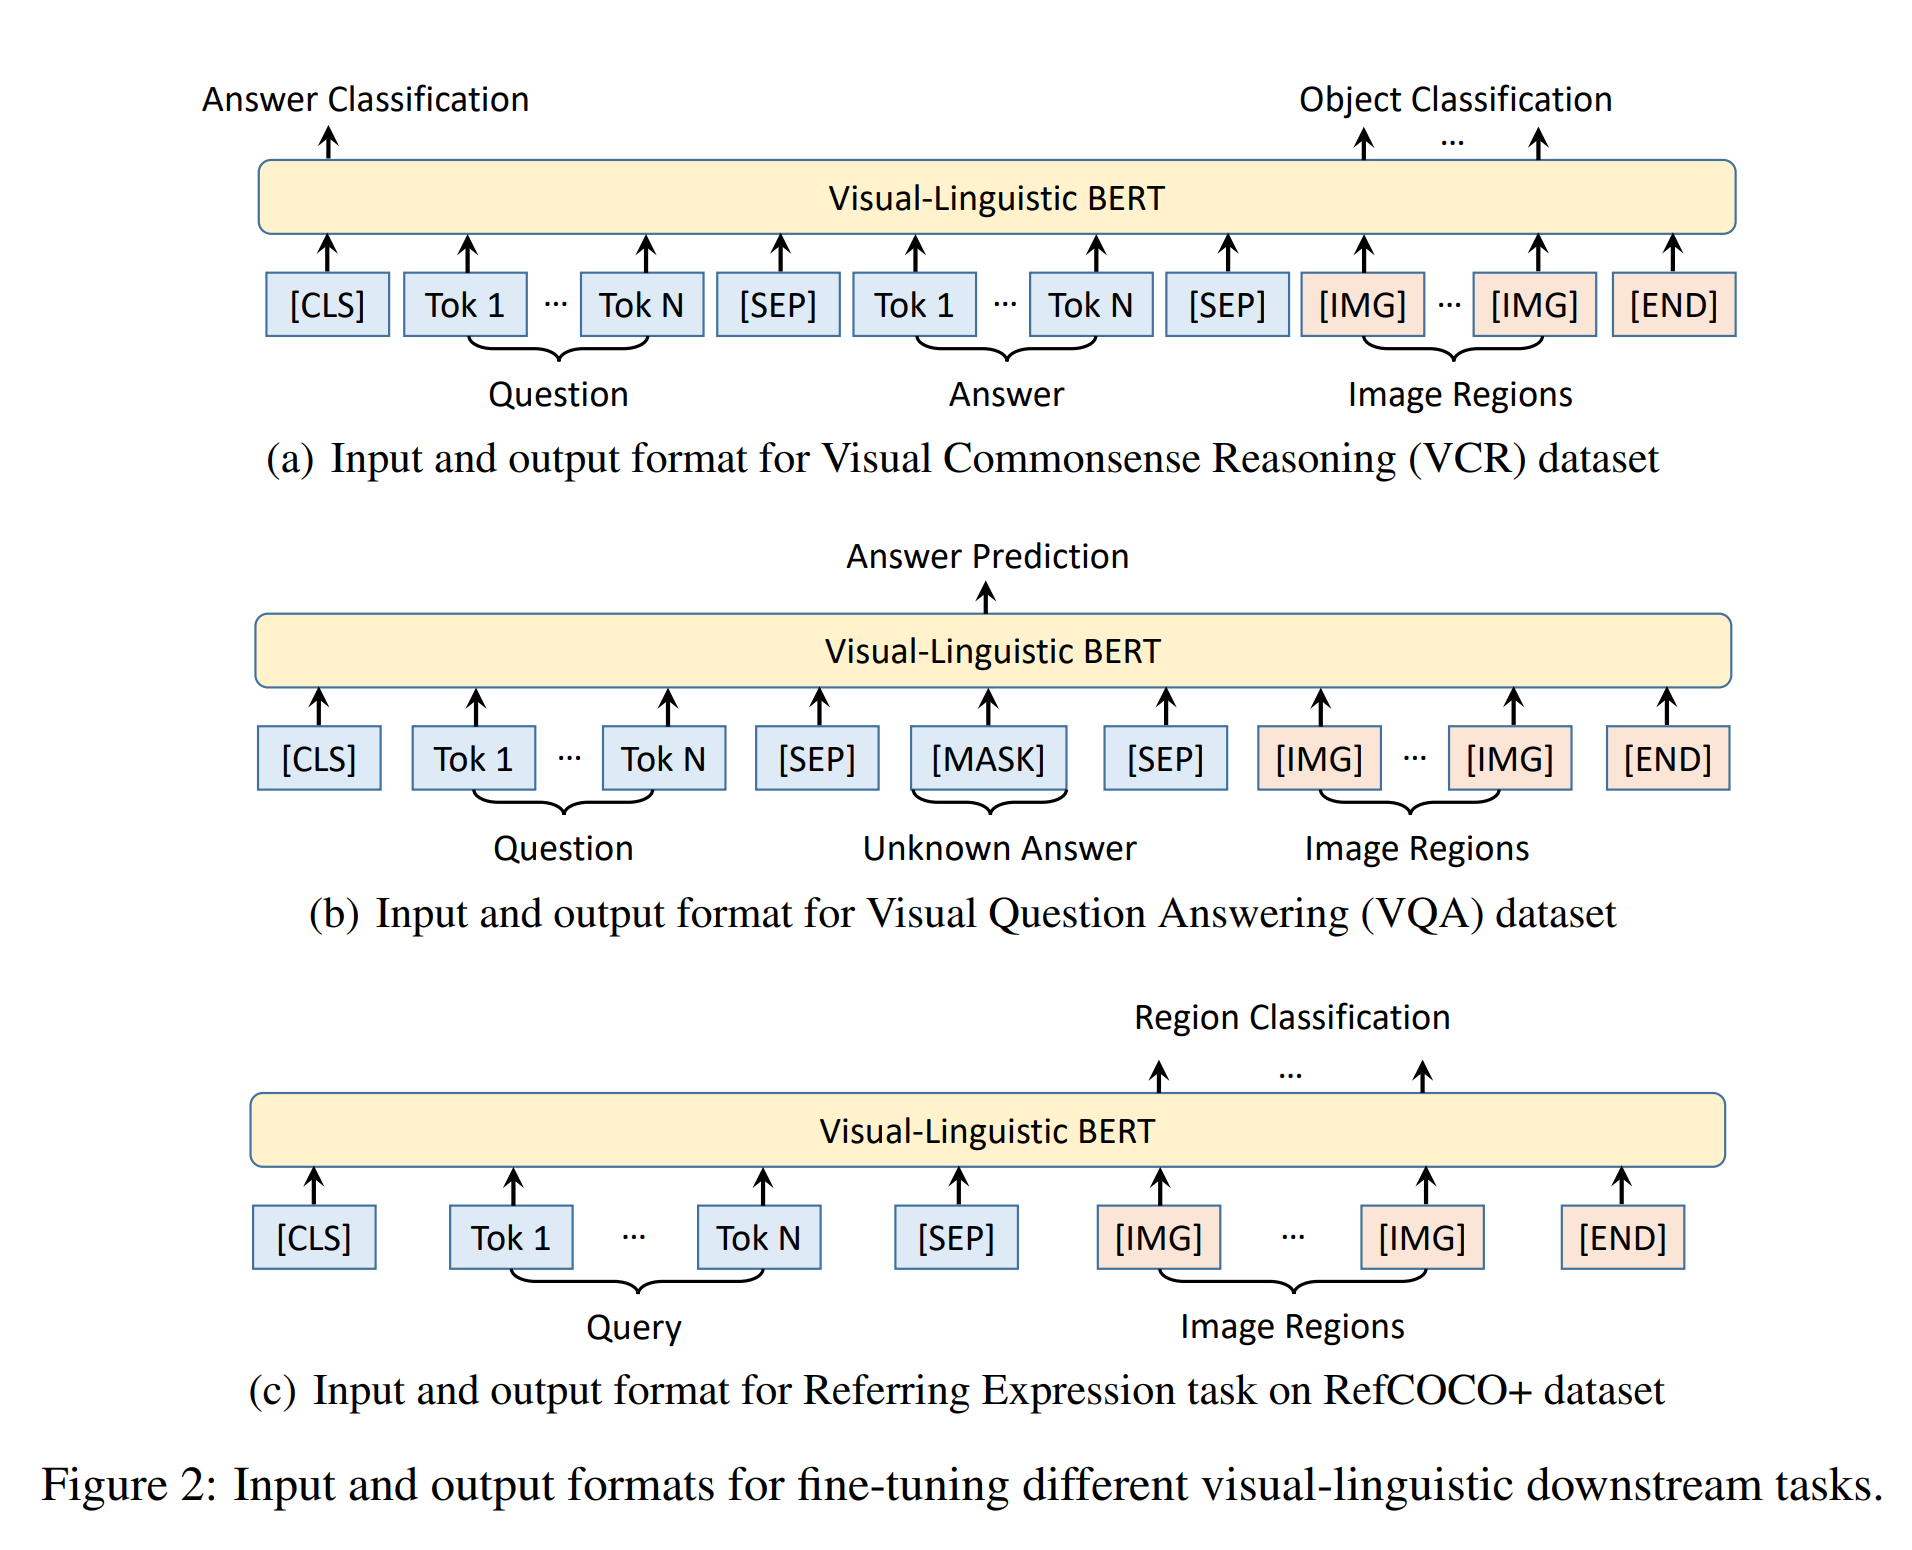 Answer Classification Object Classification
...
Visual-Linguistic BERT
[CLS] Tok 1 ... Tok N [SEP] Tok 1 ... Tok N [SEP] [IMG] ... [IMG] [END]
Question Answer Image Regions
(a) Input and output format for Visual Commonsense Reasoning (VCR) dataset
Answer Prediction
Visual-Linguistic BERT
[CLS] Tok 1 ... Tok N [SEP] [MASK] [SEP] [IMG] ... [IMG] [END]
Question Unknown Answer Image Regions
(b) Input and output format for Visual Question Answering (VQA) dataset
Region Classification
...
Visual-Linguistic BERT
[CLS] Tok 1 ... Tok N [SEP] [IMG] ... [IMG] [END]
Query Image Regions
(c) Input and output format for Referring Expression task on RefCOCO+ dataset
Figure 2: Input and output formats for fine-tuning different visual-linguistic downstream tasks.